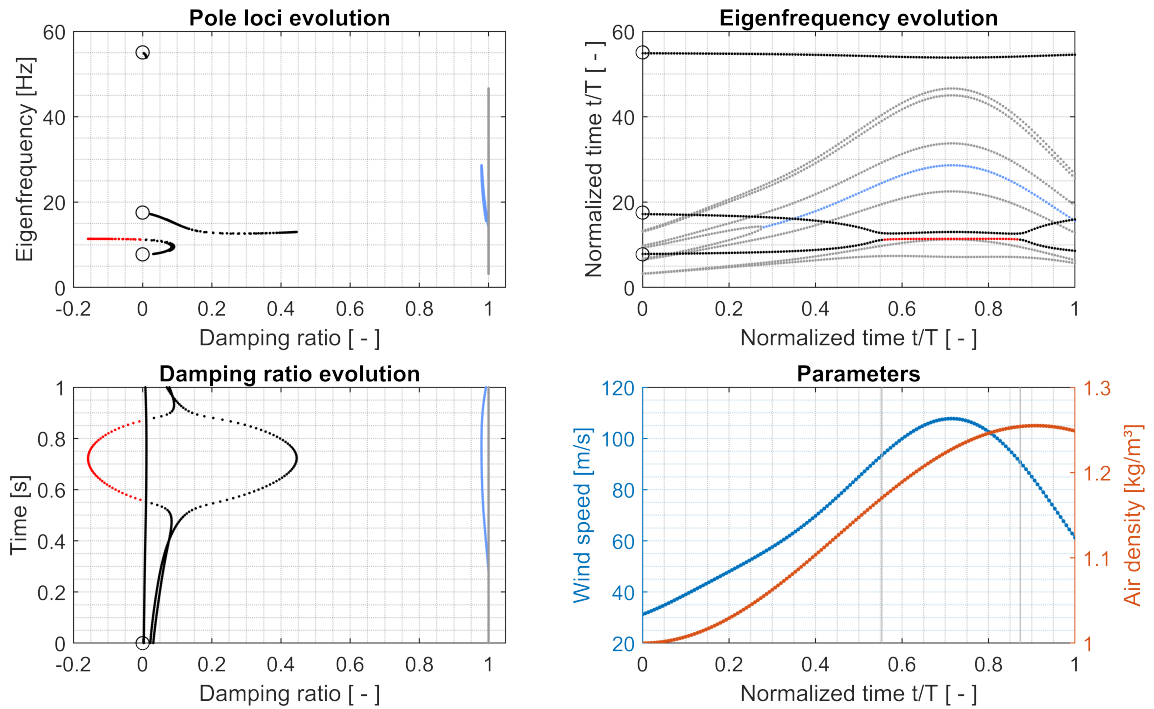 Pole loci evolution
Eigenfrequency [Hz]
60
40
20
0
-0.2 0 0.2 0.4 0.6 0.8 1
Damping ratio [ - ]
Eigenfrequency evolution
Normalized time t/T [ - ]
60
40
20
0
0 0.2 0.4 0.6 0.8 1
Normalized time t/T [ - ]
Damping ratio evolution
Time [s]
1
0.8
0.6
0.4
0.2
0
-0.2 0 0.2 0.4 0.6 0.8 1
Damping ratio [ - ]
Parameters
Wind speed [m/s]
120
100
80
60
40
20
0 0.2 0.4 0.6 0.8 1
Normalized time t/T [ - ]
1.3
1.2
1.1
1
Air density [kg/m³]